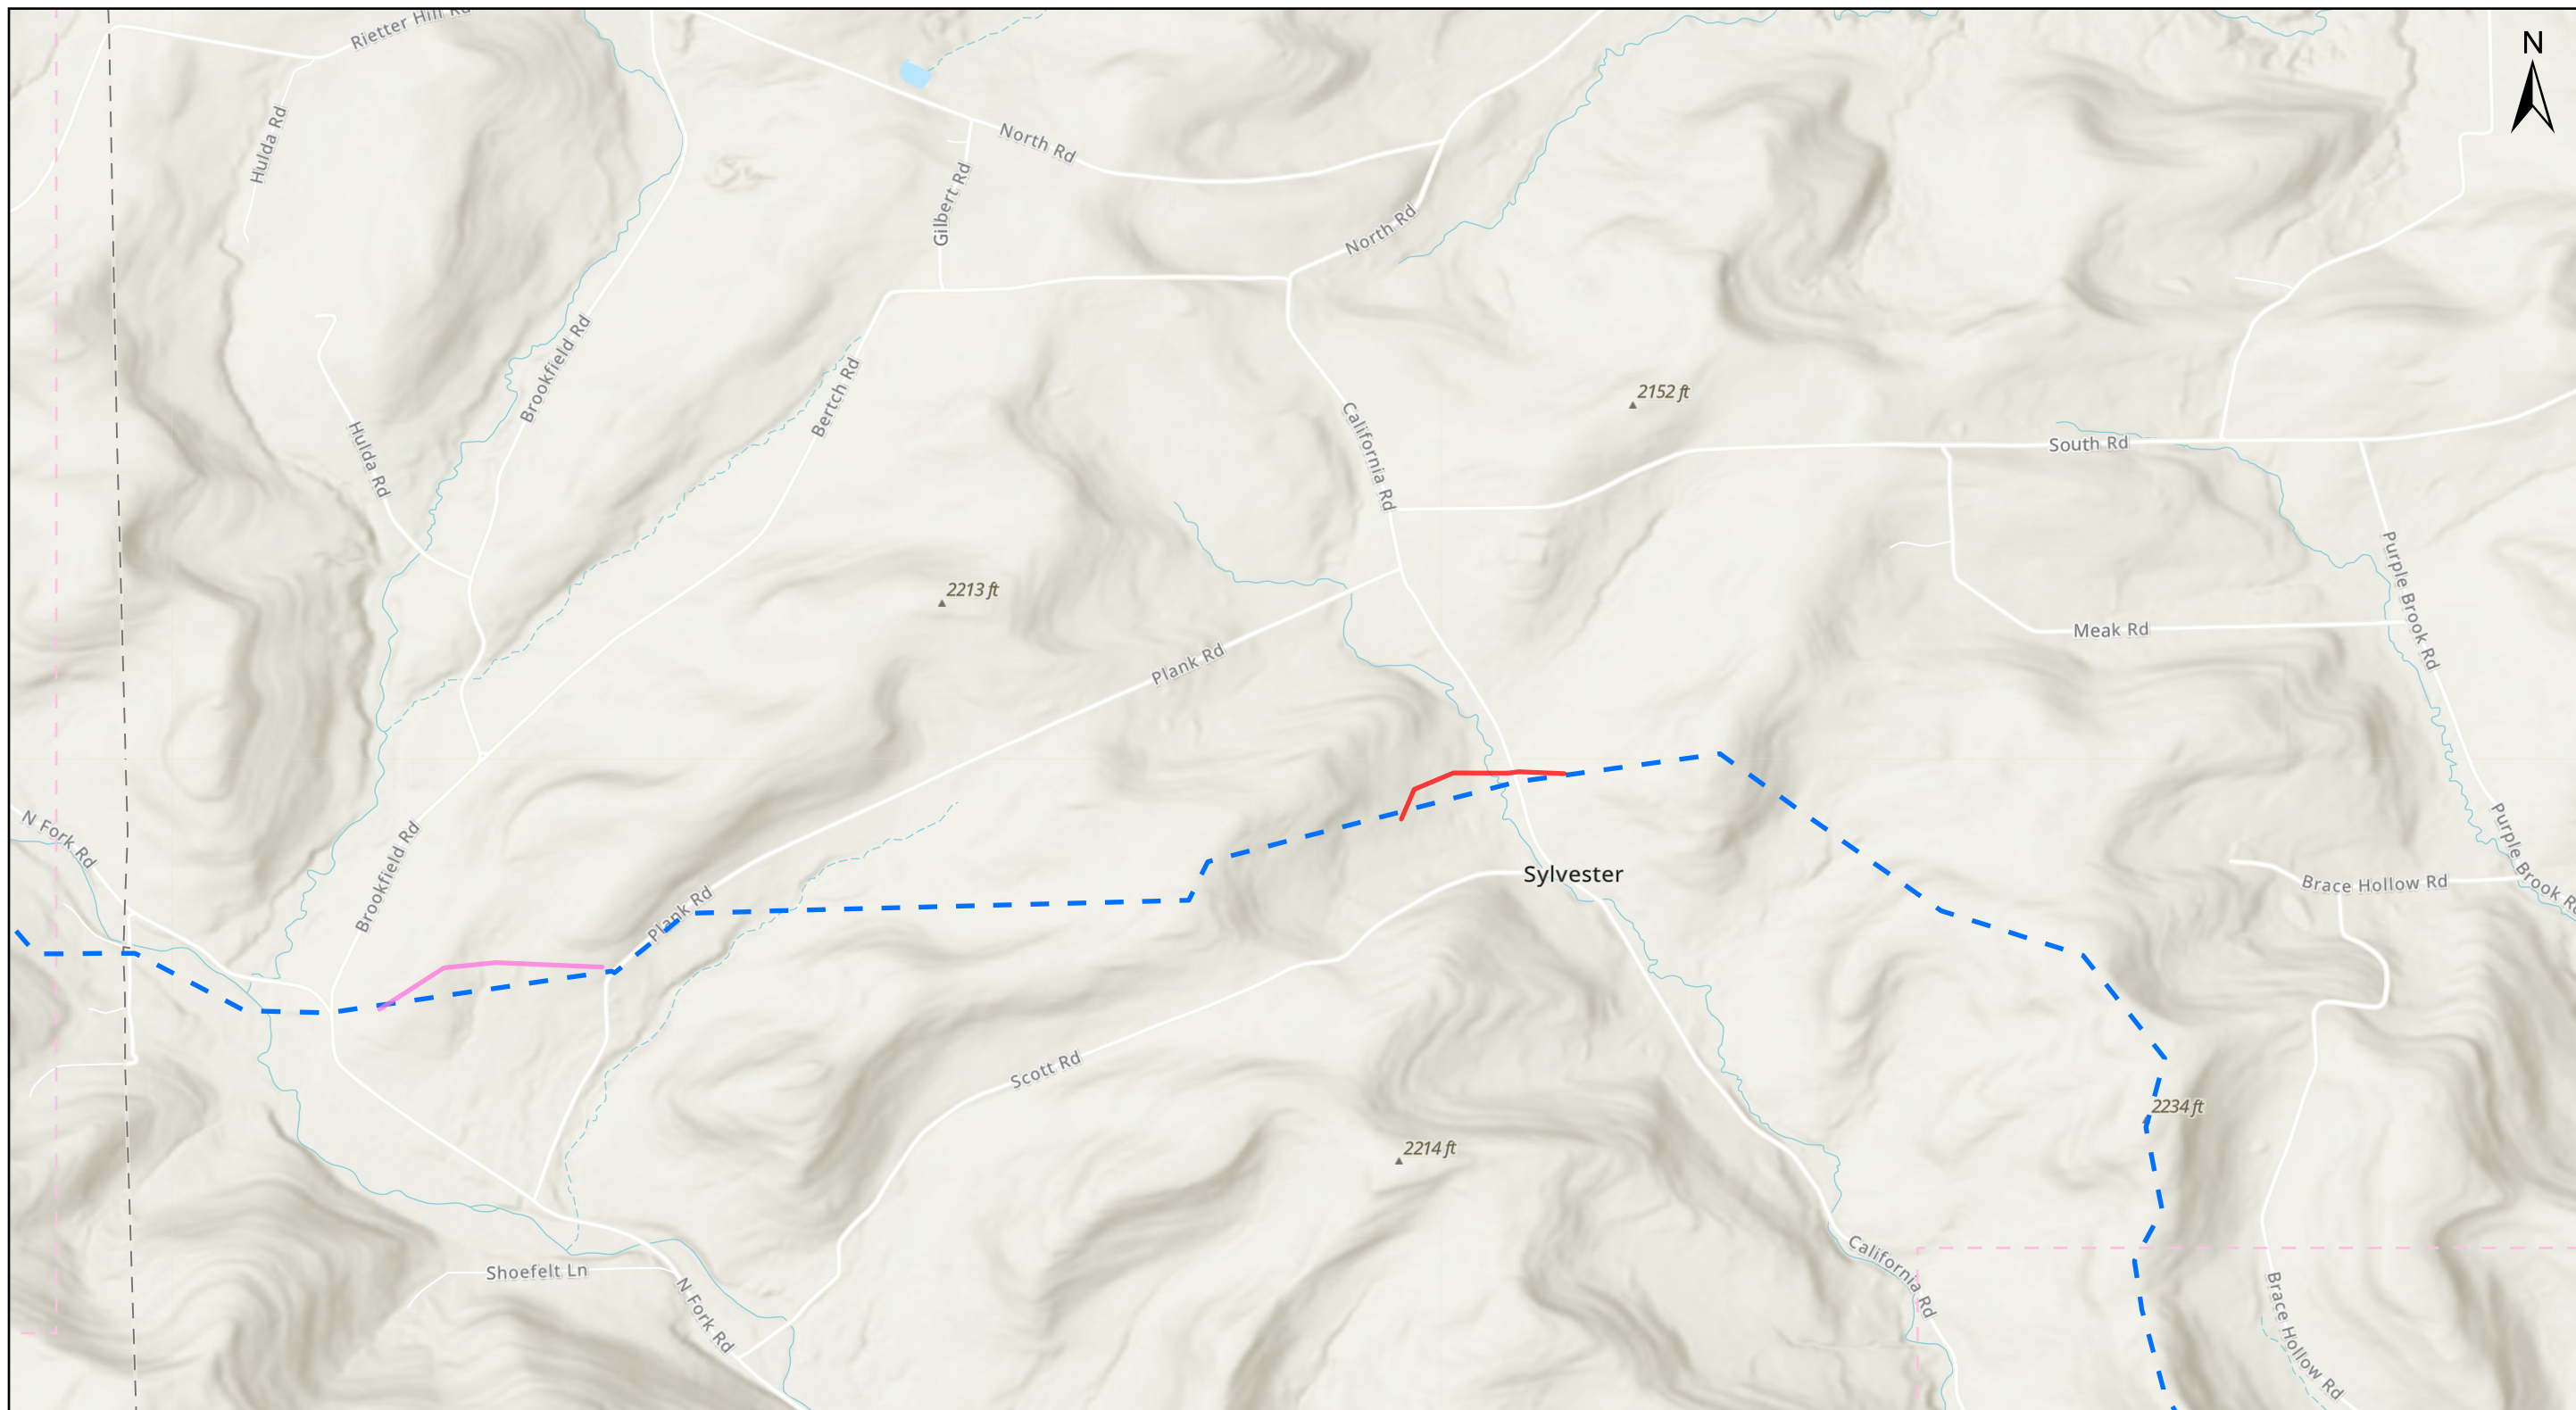 Rietter Hill Rd
N
Hulda Rd
North Rd
Gilbert Rd
North Rd
Brookfield Rd
Bertch Rd
2152 ft
California Rd
Hulda Rd
South Rd
2213 ft
Purple Brook Rd
Meak Rd
Plank Rd
N Fork Rd
Brookfield Rd
Purple Brook Rd
Sylvester
Brace Hollow Rd
Plank Rd
Scott Rd
2234 ft
2214 ft
California Rd
Shoefelt Ln
N Fork Rd
Brace Hollow Rd